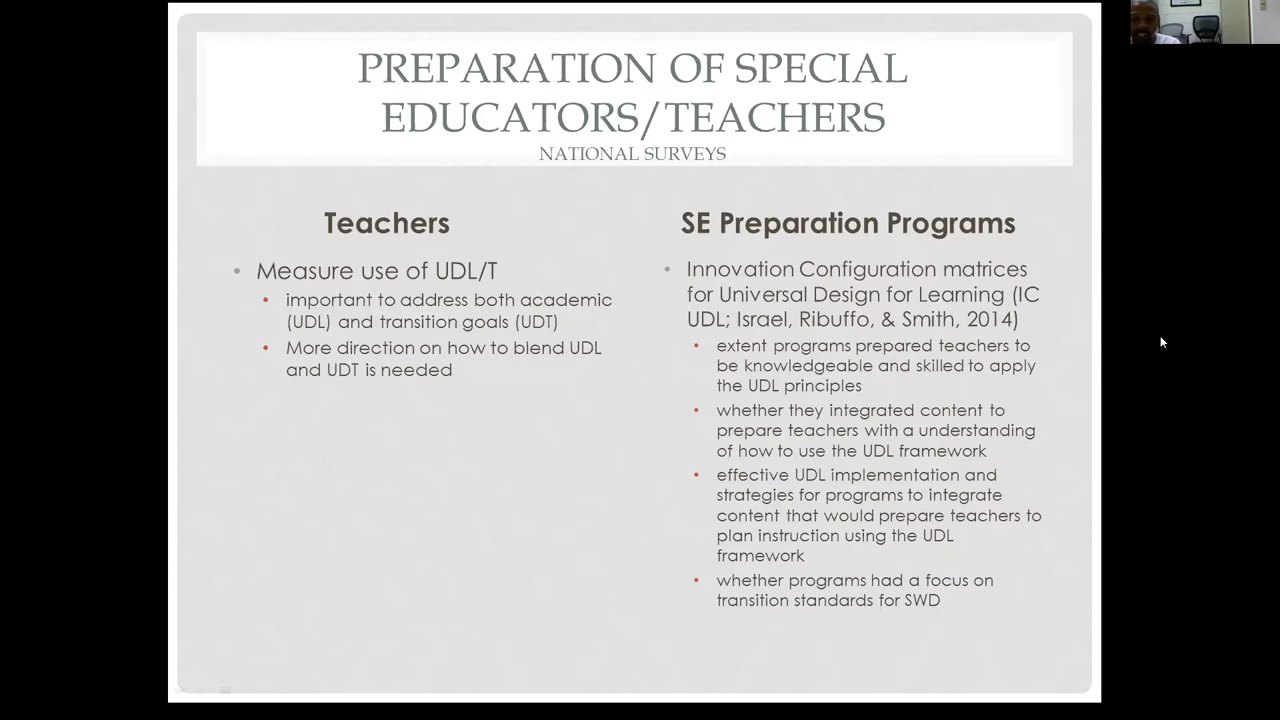 PREPARATION OF SPECIAL
EDUCATORS/TEACHERS
NATIONAL SURVEYS
Teachers
• Measure use of UDL/T
• important to address both academic
(UDL) and transition goals (UDT)
• More direction on how to blend UDL
and UDT is needed
SE Preparation Programs
• Innovation Configuration matrices
for Universal Design for Learning (IC
UDL; Israel, Ribuffo, & Smith, 2014)
• extent programs prepared teachers to
be knowledgeable and skilled to apply
the UDL principles
• whether they integrated content to
prepare teachers with a understanding
of how to use the UDL framework
• effective UDL implementation and
strategies for programs to integrate
content that would prepare teachers to
plan instruction using the UDL
framework
• whether programs had a focus on
transition standards for SWD